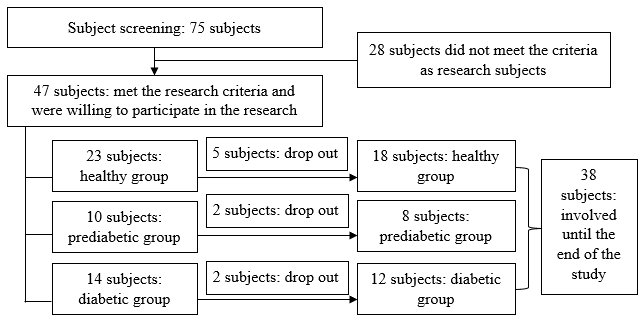 Subject screening: 75 subjects
28 subjects did not meet the criteria
as research subjects
47 subjects: met the research criteria and
were willing to participate in the research
23 subjects:
healthy group
5 subjects: drop out
18 subjects: healthy
group
10 subjects:
prediabetic group
2 subjects: drop out
8 subjects:
prediabetic group
14 subjects:
diabetic group
2 subjects: drop out
12 subjects: diabetic
group
38
subjects:
involved
until the
end of the
study